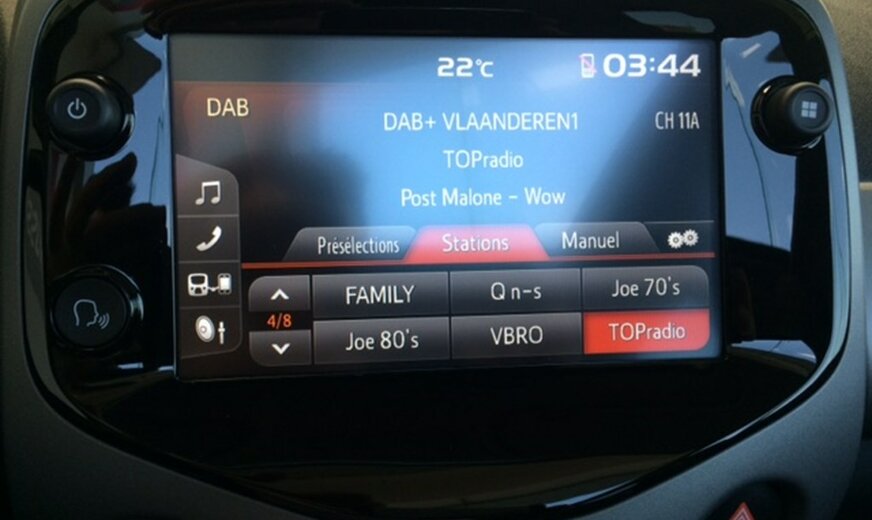 22°C 03:44
DAB
DAB+ VLAANDEREN1 CH 11A
TOPradio
Post Malone - Wow
Présélections Stations Manuel
FAMILY Q n-s Joe 70's
4/8
Joe 80's VBRO TOPradio